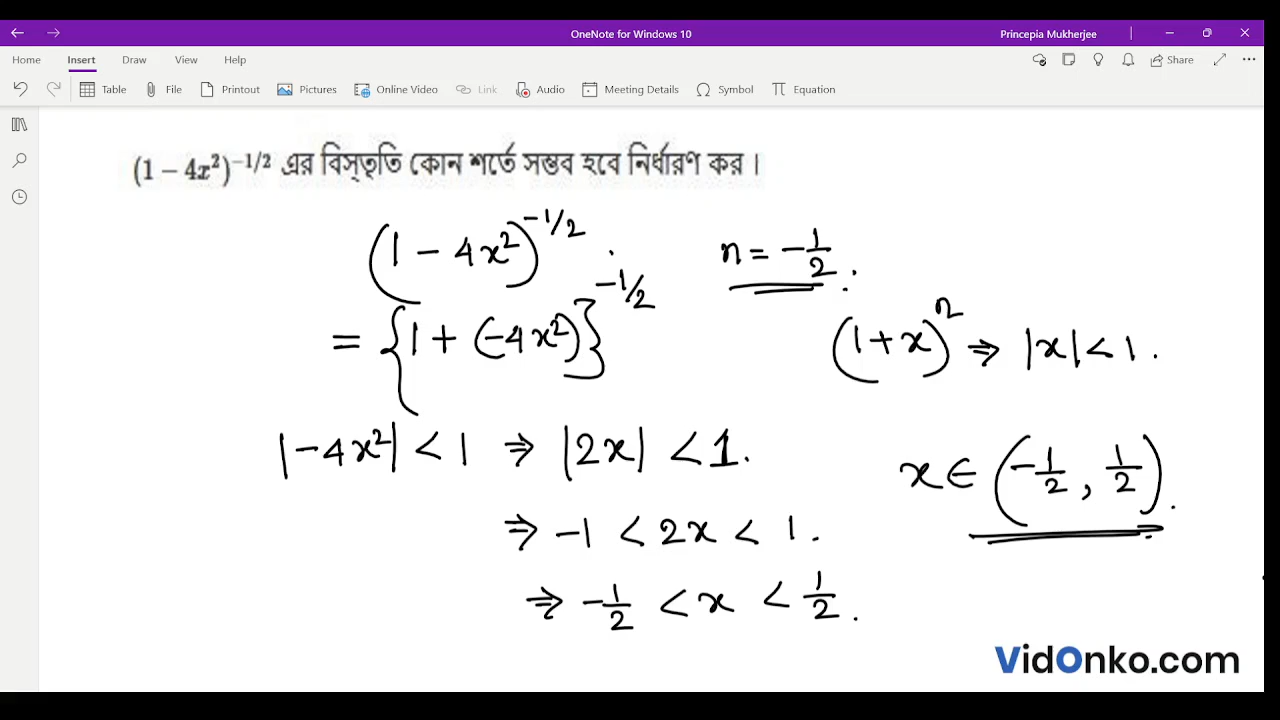 OneNote for Windows 10
Princepia Mukherjee
Home Insert Draw View Help
Share
Table File Printout Pictures Online Video Link Audio Meeting Details Symbol Equation
(1 − 4x²)^−1/2 এর বিস্তৃতি কোন শর্তে সম্ভব হবে নির্ধারণ কর ।
(1 − 4x²)^−1/2 .
n = −1/2 .
= {1 + (−4x²)}^−1/2
(1+x)^n ⇒ |x| < 1 .
|−4x²| < 1 ⇒ |2x| < 1 .
x ∈ (−1/2 , 1/2) .
⇒ −1 < 2x < 1 .
⇒ −1/2 < x < 1/2 .
VidOnko.com